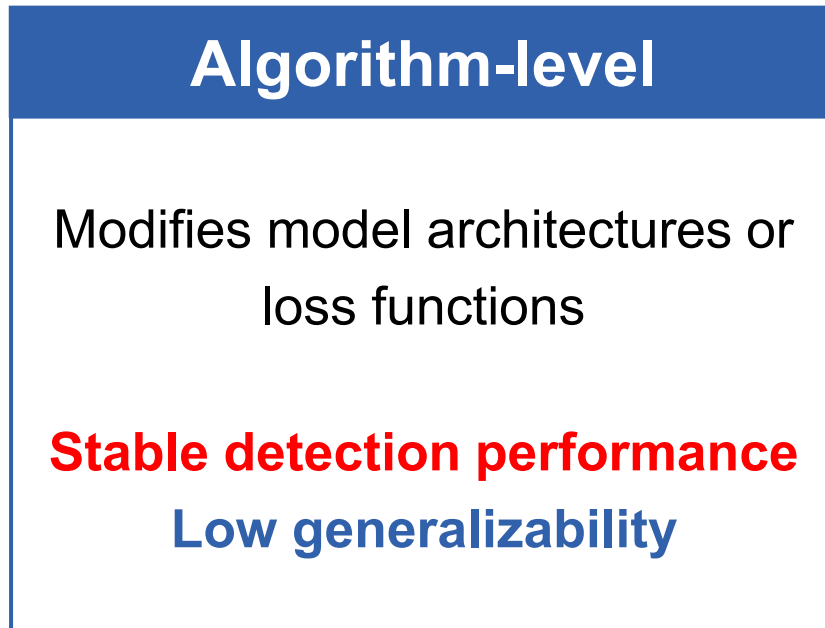 Algorithm-level
Modifies model architectures or
loss functions
Stable detection performance
Low generalizability